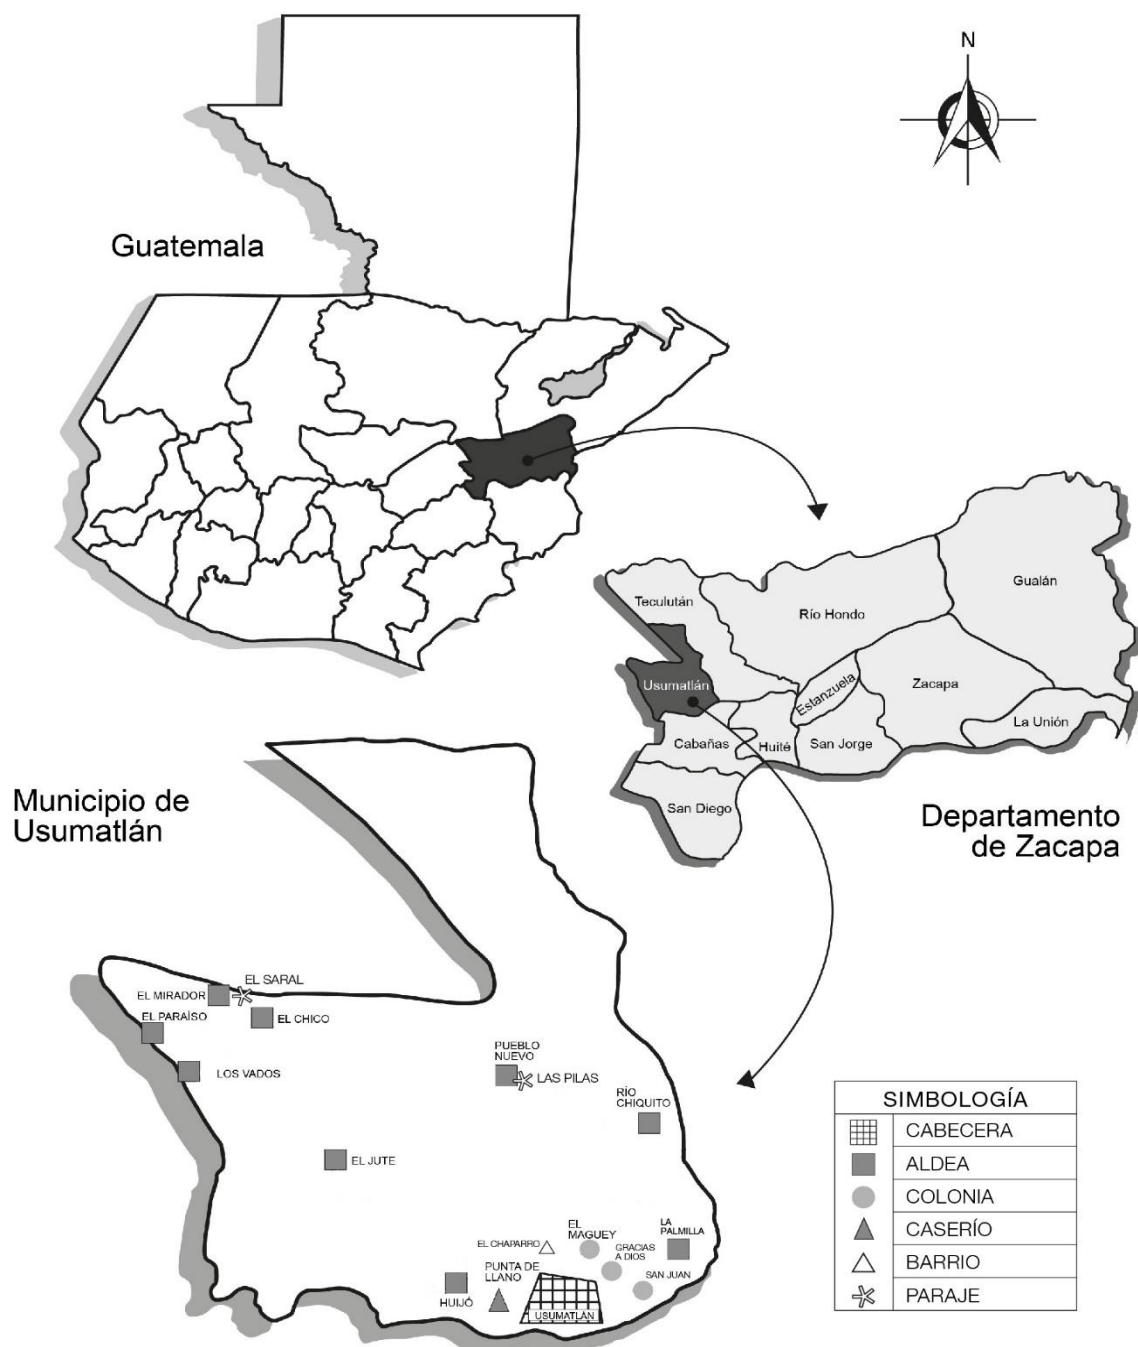 N
Guatemala
Teculután
Río Hondo
Gualán
Usumatlán
Estanzuela
Zacapa
La Unión
Cabañas
Huité
San Jorge
San Diego
Departamento
de Zacapa
Municipio de
Usumatlán
EL SARAL
EL MIRADOR
EL PARAÍSO
EL CHICO
LOS VADOS
PUEBLO
NUEVO
LAS PILAS
RÍO
CHIQUITO
EL JUTE
EL CHAPARRO
EL
MAGUEY
GRACIAS
A DIOS
LA
PALMILLA
SAN JUAN
PUNTA DE
LLANO
HUIJÓ
USUMATLÁN
SIMBOLOGÍA
CABECERA
ALDEA
COLONIA
CASERÍO
BARRIO
PARAJE